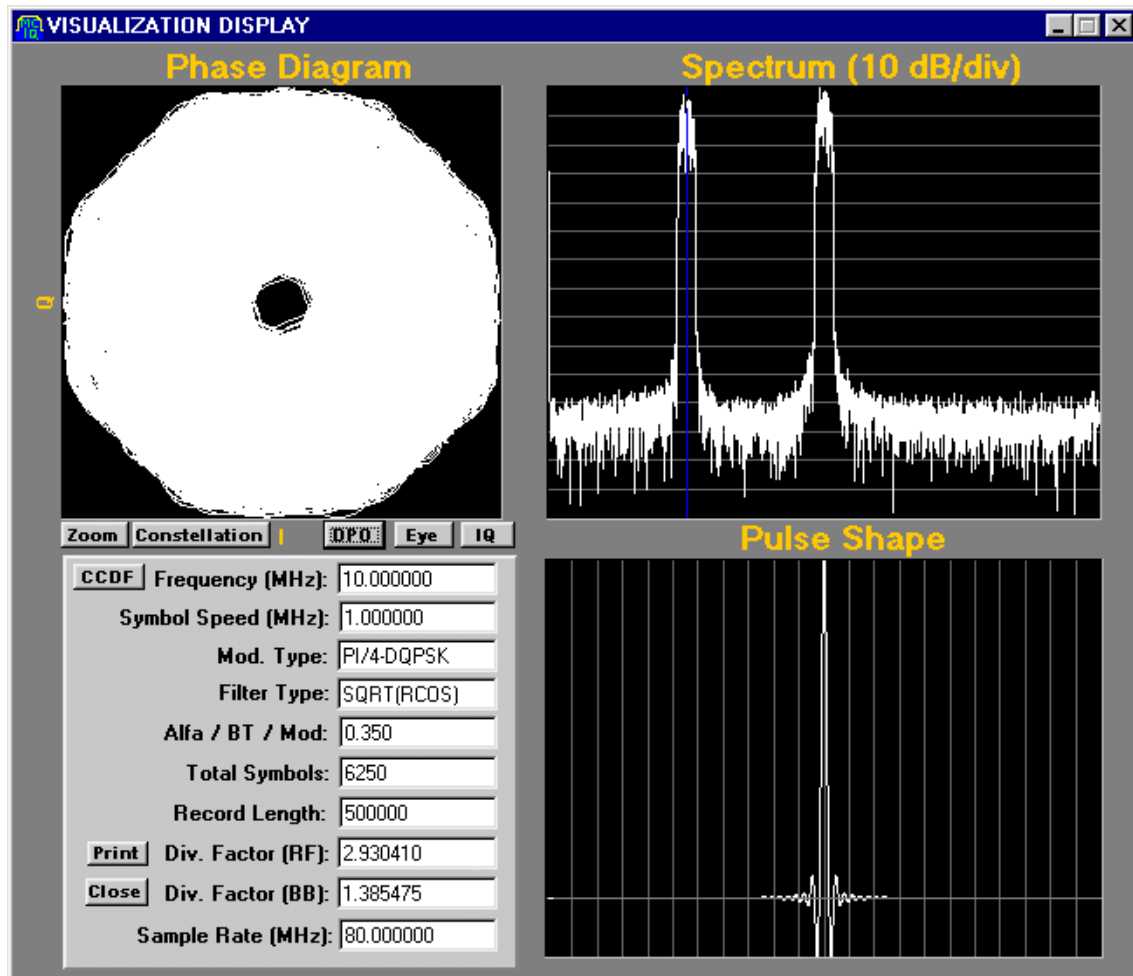 VISUALIZATION DISPLAY
Phase Diagram
Spectrum (10 dB/div)
Q
Zoom Constellation I DPO Eye IQ
Pulse Shape
CCDF Frequency (MHz): 10.000000
Symbol Speed (MHz): 1.000000
Mod. Type: PI/4-DQPSK
Filter Type: SQRT(RCOS)
Alfa / BT / Mod: 0.350
Total Symbols: 6250
Record Length: 500000
Print Div. Factor (RF): 2.930410
Close Div. Factor (BB): 1.385475
Sample Rate (MHz): 80.000000